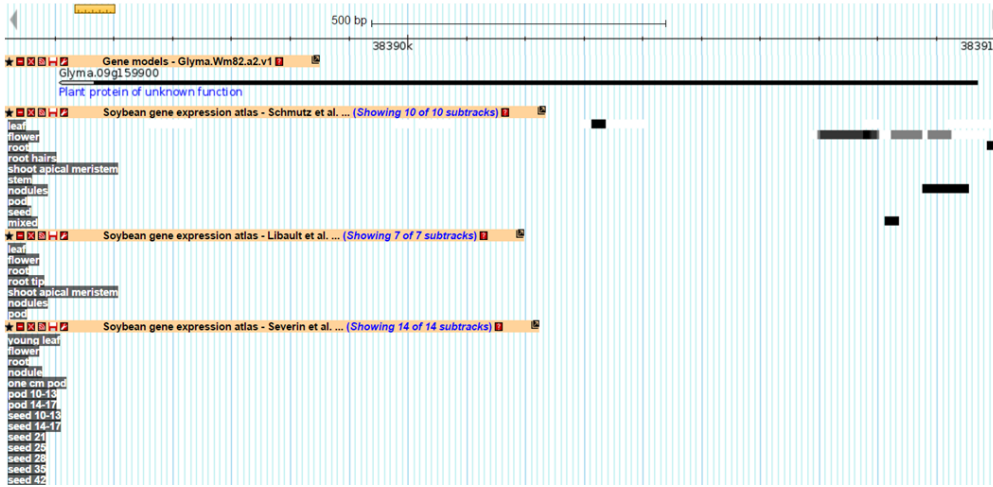 500 bp
38390k
38391
Gene models - Glyma.Wm82.a2.v1
Glyma.09g159900
Plant protein of unknown function
Soybean gene expression atlas - Schmutz et al. ... (Showing 10 of 10 subtracks)
leaf
flower
root
root hairs
shoot apical meristem
stem
nodules
pod
seed
mixed
Soybean gene expression atlas - Libault et al. ... (Showing 7 of 7 subtracks)
leaf
flower
root
root tip
shoot apical meristem
nodules
pod
Soybean gene expression atlas - Severin et al. ... (Showing 14 of 14 subtracks)
young leaf
flower
root
nodule
one cm pod
pod 10-13
pod 14-17
seed 10-13
seed 14-17
seed 21
seed 25
seed 28
seed 35
seed 42